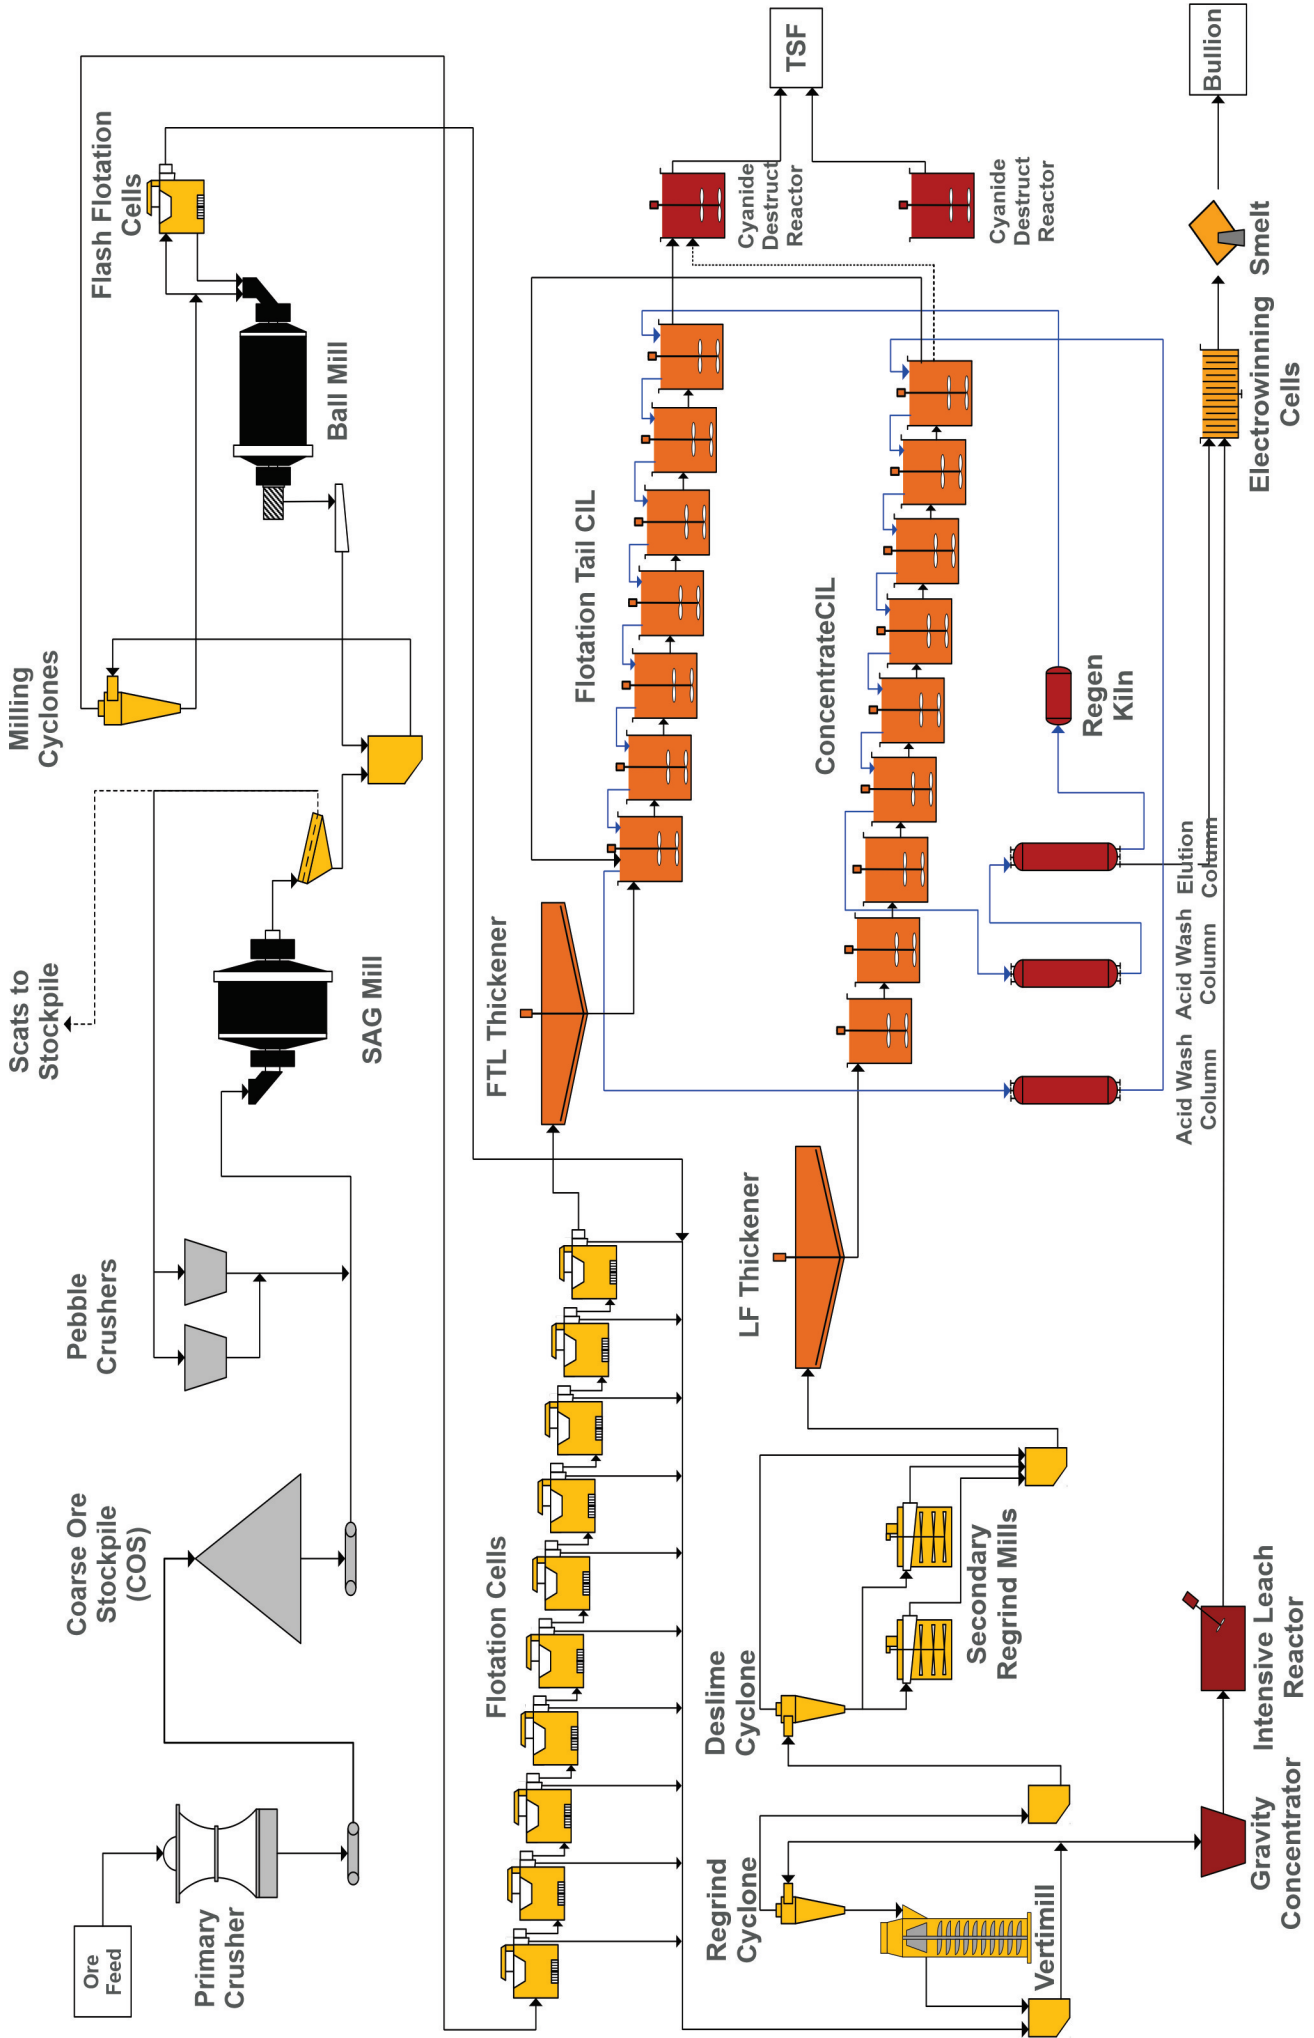 Ore
Feed
Primary
Crusher
Coarse Ore
Stockpile
(COS)
Pebble
Crushers
Scats to
Stockpile
SAG Mill
Milling
Cyclones
Ball Mill
Flash Flotation
Cells
Flotation Cells
FTL Thickener
Flotation Tail CIL
Cyanide
Destruct
Reactor
TSF
Regrind
Cyclone
Vertimill
Deslime
Cyclone
Secondary
Regrind Mills
LF Thickener
ConcentrateCIL
Cyanide
Destruct
Reactor
Regen
Kiln
Acid Wash
Column
Acid Wash
Column
Elution
Column
Gravity
Concentrator
Intensive Leach
Reactor
Electrowinning
Cells
Smelt
Bullion